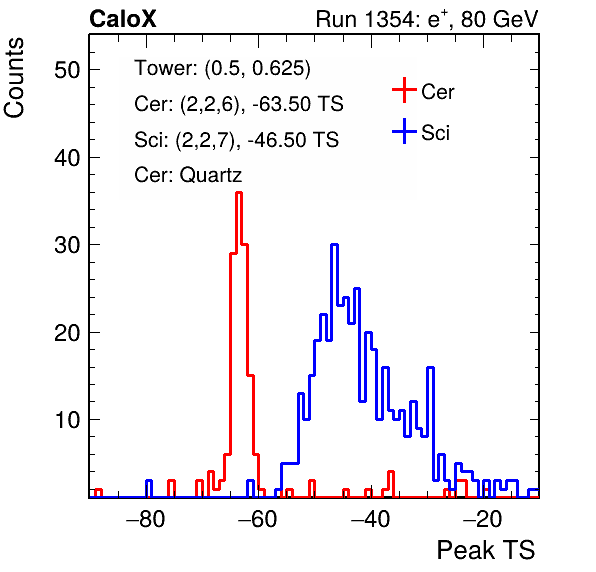 CaloX Run 1354: e⁺, 80 GeV
Counts
Tower: (0.5, 0.625)
Cer: (2,2,6), -63.50 TS
Sci: (2,2,7), -46.50 TS
Cer: Quartz
Cer
Sci
50
40
30
20
10
−80 −60 −40 −20
Peak TS